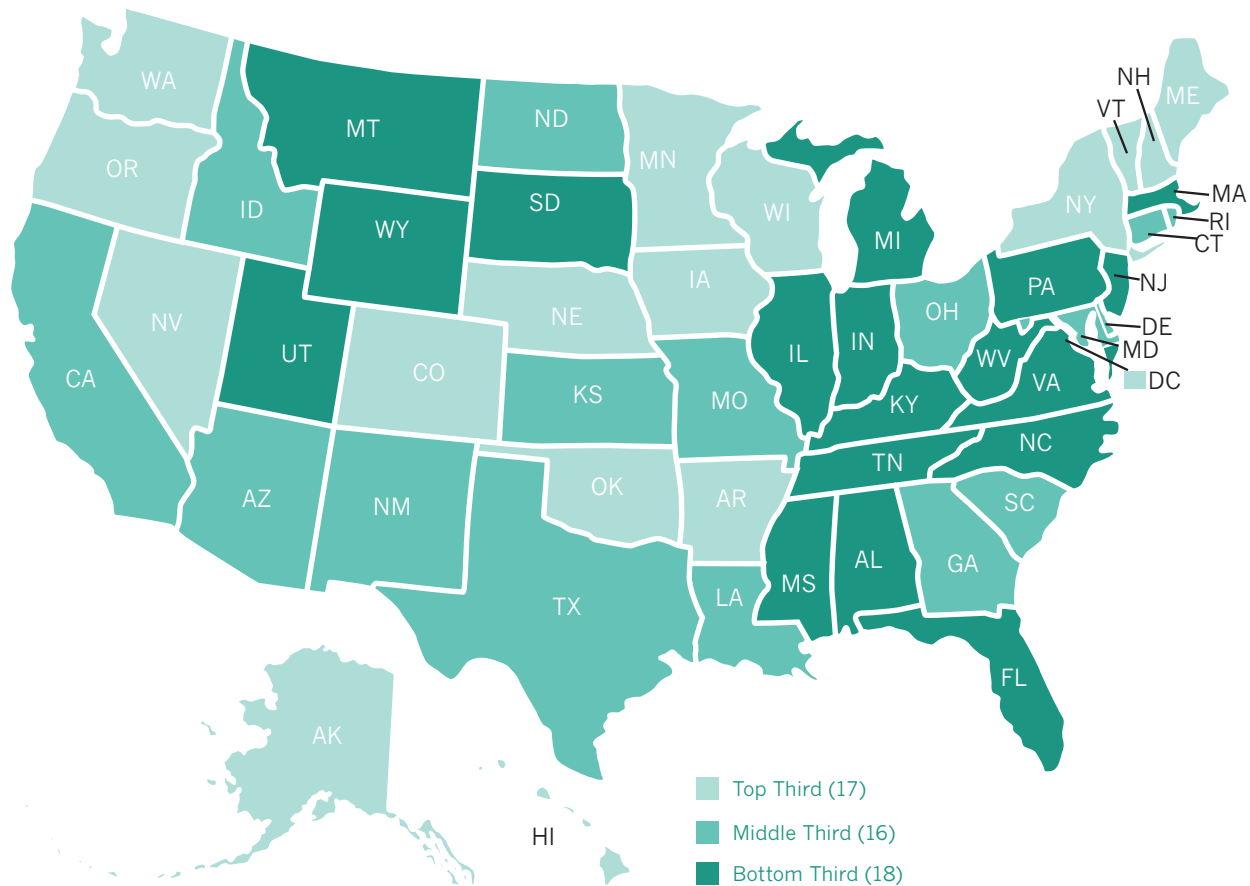 WA
MT
ND
MN
OR
ID
SD
WY
WI
MI
NY
VT
NH
ME
MA
RI
CT
NV
UT
NE
IA
IL
IN
OH
PA
NJ
DE
MD
DC
CA
CO
KS
MO
KY
WV
VA
AZ
NM
OK
AR
TN
NC
SC
TX
LA
MS
AL
GA
FL
AK
HI
Top Third (17)
Middle Third (16)
Bottom Third (18)